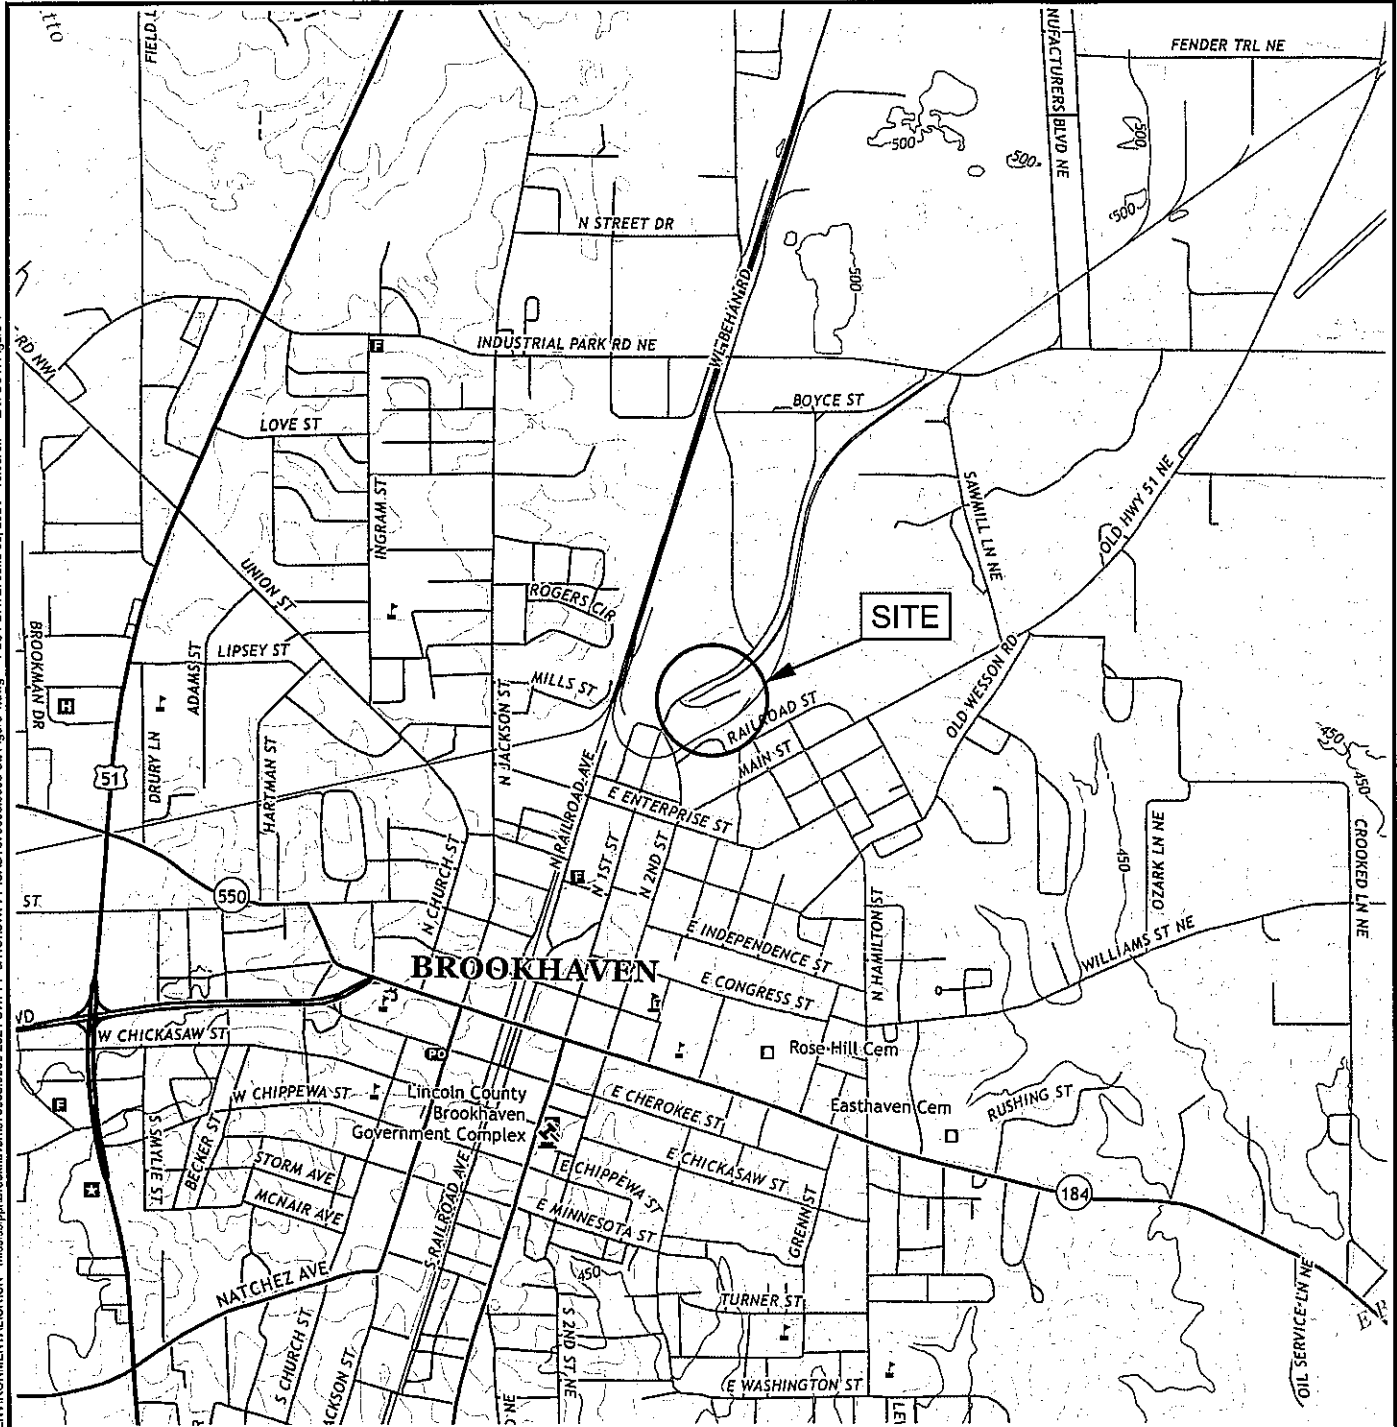 tto
FIELD L
NUFACTURERS BLVD NE
FENDER TRL NE
500
500
500
500
N STREET DR
500
WL BEHAN RD
RD NW
F
INDUSTRIAL PARK RD NE
BOYCE ST
LOVE ST
INGRAM ST
SAWMILL LN NE
OLD HWY 51 NE
UNION ST
ROGERS CIR
SITE
BROOKMAN DR
LIPSEY ST
ADAMS ST
OLD WESSON RD
H
MILLS ST
N JACKSON ST
RAILROAD ST
DRURY LN
HARTMAN ST
MAIN ST
450
51
N RAILROAD AVE
E ENTERPRISE ST
450
N CHURCH ST
N 1ST ST
N 2ND ST
450
OZARK LN NE
CROOKED LN NE
F
ST
550
N HAMILTON ST
E INDEPENDENCE ST
WILLIAMS ST NE
BROOKHAVEN
E CONGRESS ST
VD
W CHICKASAW ST
PD
Rose Hill Cem
F
W CHIPPEWA ST
Lincoln County
/ Brookhaven
Government Complex
E CHEROKEE ST
Easthaven Cem
RUSHING ST
S SMYLIE ST
BECKER ST
STORM AVE
MCNAIR AVE
S RAILROAD AVE
E CHIPPEWA ST
E CHICKASAW ST
E MINNESOTA ST
GRENN ST
184
NATCHEZ AVE
450
TURNER ST
S CHURCH ST
ACKSON ST
S 2ND ST NE
E WASHINGTON ST
OIL SERVICE LN NE